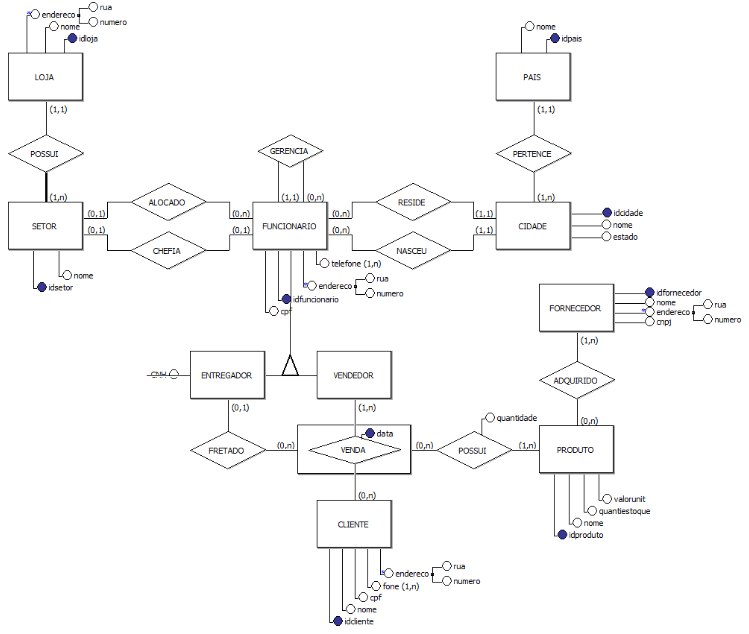 rua
endereco
numero
nome
idloja
LOJA
(1,1)
POSSUI
(1,n)
SETOR
(0,1)
(0,1)
nome
idsetor
ALOCADO
CHEFIA
(0,n)
(0,1)
GERENCIA
(1,1)
(0,n)
FUNCIONARIO
(0,n)
(0,n)
telefone (1,n)
endereco
rua
numero
idfuncionario
cpf
RESIDE
NASCEU
(1,1)
(1,1)
nome
idpais
PAIS
(1,1)
PERTENCE
(1,n)
CIDADE
idcidade
nome
estado
idfornecedor
nome
endereco
rua
numero
cnpj
FORNECEDOR
(1,n)
ADQUIRIDO
(0,n)
CNH
ENTREGADOR
VENDEDOR
(0,1)
(1,n)
FRETADO
(0,n)
data
VENDA
(0,n)
quantidade
POSSUI
(1,n)
PRODUTO
valorunit
quantiestoque
nome
idproduto
(0,n)
CLIENTE
endereco
rua
numero
fone (1,n)
cpf
nome
idcliente